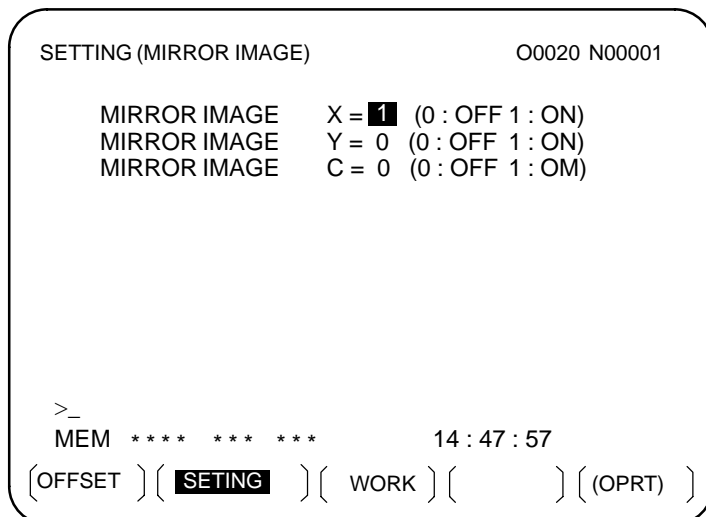 SETTING (MIRROR IMAGE) O0020 N00001
MIRROR IMAGE X = 1 (0 : OFF 1 : ON)
MIRROR IMAGE Y = 0 (0 : OFF 1 : ON)
MIRROR IMAGE C = 0 (0 : OFF 1 : OM)
>_
MEM **** *** *** 14 : 47 : 57
[OFFSET] [SETING] [WORK] [ ] [(OPRT)]